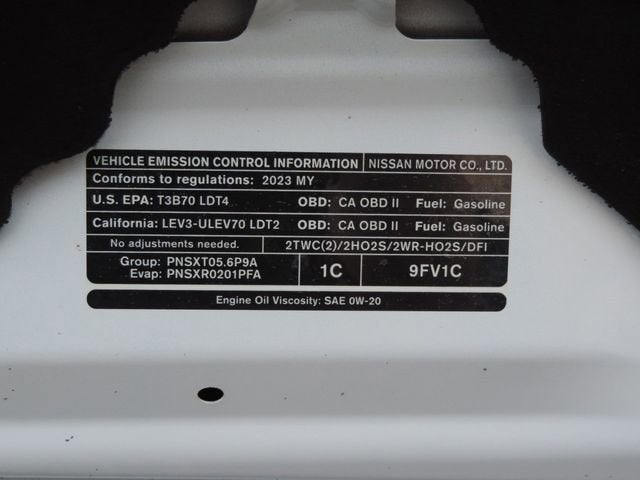 VEHICLE EMISSION CONTROL INFORMATION NISSAN MOTOR CO., LTD.
Conforms to regulations: 2023 MY
U.S. EPA: T3B70 LDT4 OBD: CA OBD II Fuel: Gasoline
California: LEV3-ULEV70 LDT2 OBD: CA OBD II Fuel: Gasoline
No adjustments needed. 2TWC(2)/2HO2S/2WR-HO2S/DFI
Group: PNSXT05.6P9A
Evap: PNSXR0201PFA
1C 9FV1C
Engine Oil Viscosity: SAE 0W-20